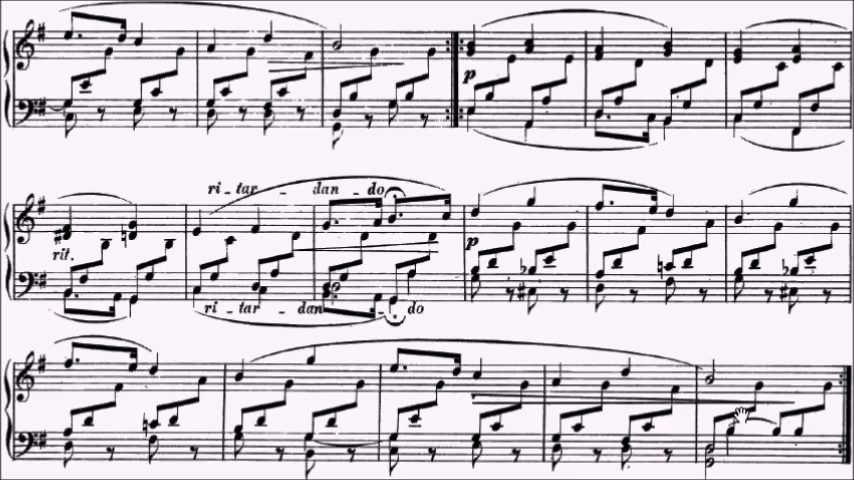 p
ri - tar - dan - do
rit.
p
ri - tar - dan - do